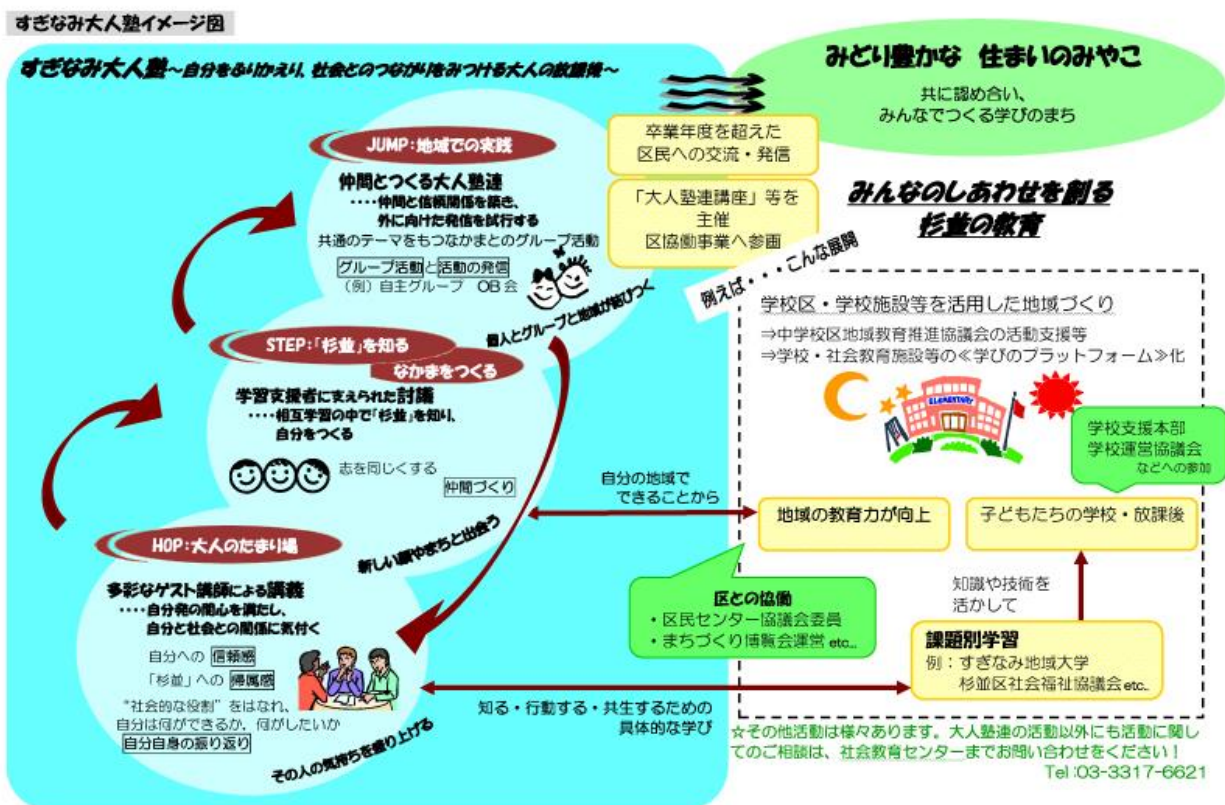 すぎなみ大人塾イメージ図
すぎなみ大人塾～自分をふりかえり、社会とのつながりをみつける大人の放課後～
みどり豊かな 住まいのみやこ
共に認め合い、
みんなでつくる学びのまち
卒業年度を超えた
区民への交流・発信
「大人塾連講座」等を
主催
区協働事業へ参画
みんなのしあわせを創る
杉並の教育
JUMP:地域での実践
仲間とつくる大人塾連
‥‥仲間と信頼関係を築き、
外に向けた発信を試行する
共通のテーマをもつなかまとのグループ活動
グループ活動と活動の発信
（例）自主グループ OB会
個人とグループと地域が結びつく
STEP:「杉並」を知る
なかまをつくる
学習支援者に支えられた討議
‥‥相互学習の中で「杉並」を知り、
自分をつくる
志を同じくする
仲間づくり
新しい顔やまちと出会う
HOP:大人のたまり場
多彩なゲスト講師による講義
‥‥自分発の関心を満たし、
自分と社会との関係に気付く
自分への 信頼感
「杉並」への 帰属感
“社会的な役割”をはなれ、
自分は何ができるか、何がしたいか
自分自身の振り返り
その人の気持ちを盛り上げる
例えば・・・こんな展開
学校区・学校施設等を活用した地域づくり
⇒中学校区地域教育推進協議会の活動支援等
⇒学校・社会教育施設等の≪学びのプラットフォーム≫化
ELEMENTARY
学校支援本部
学校運営協議会
などへの参加
自分の地域で
できることから
地域の教育力が向上
子どもたちの学校・放課後
区との協働
・区民センター協議会委員
・まちづくり博覧会運営 etc…
知識や技術を
活かして
課題別学習
例：すぎなみ地域大学
杉並区社会福祉協議会etc.
知る・行動する・共生するための
具体的な学び
☆その他活動は様々あります。大人塾連の活動以外にも活動に関し
てのご相談は、社会教育センターまでお問い合わせをください！
Tel:03-3317-6621